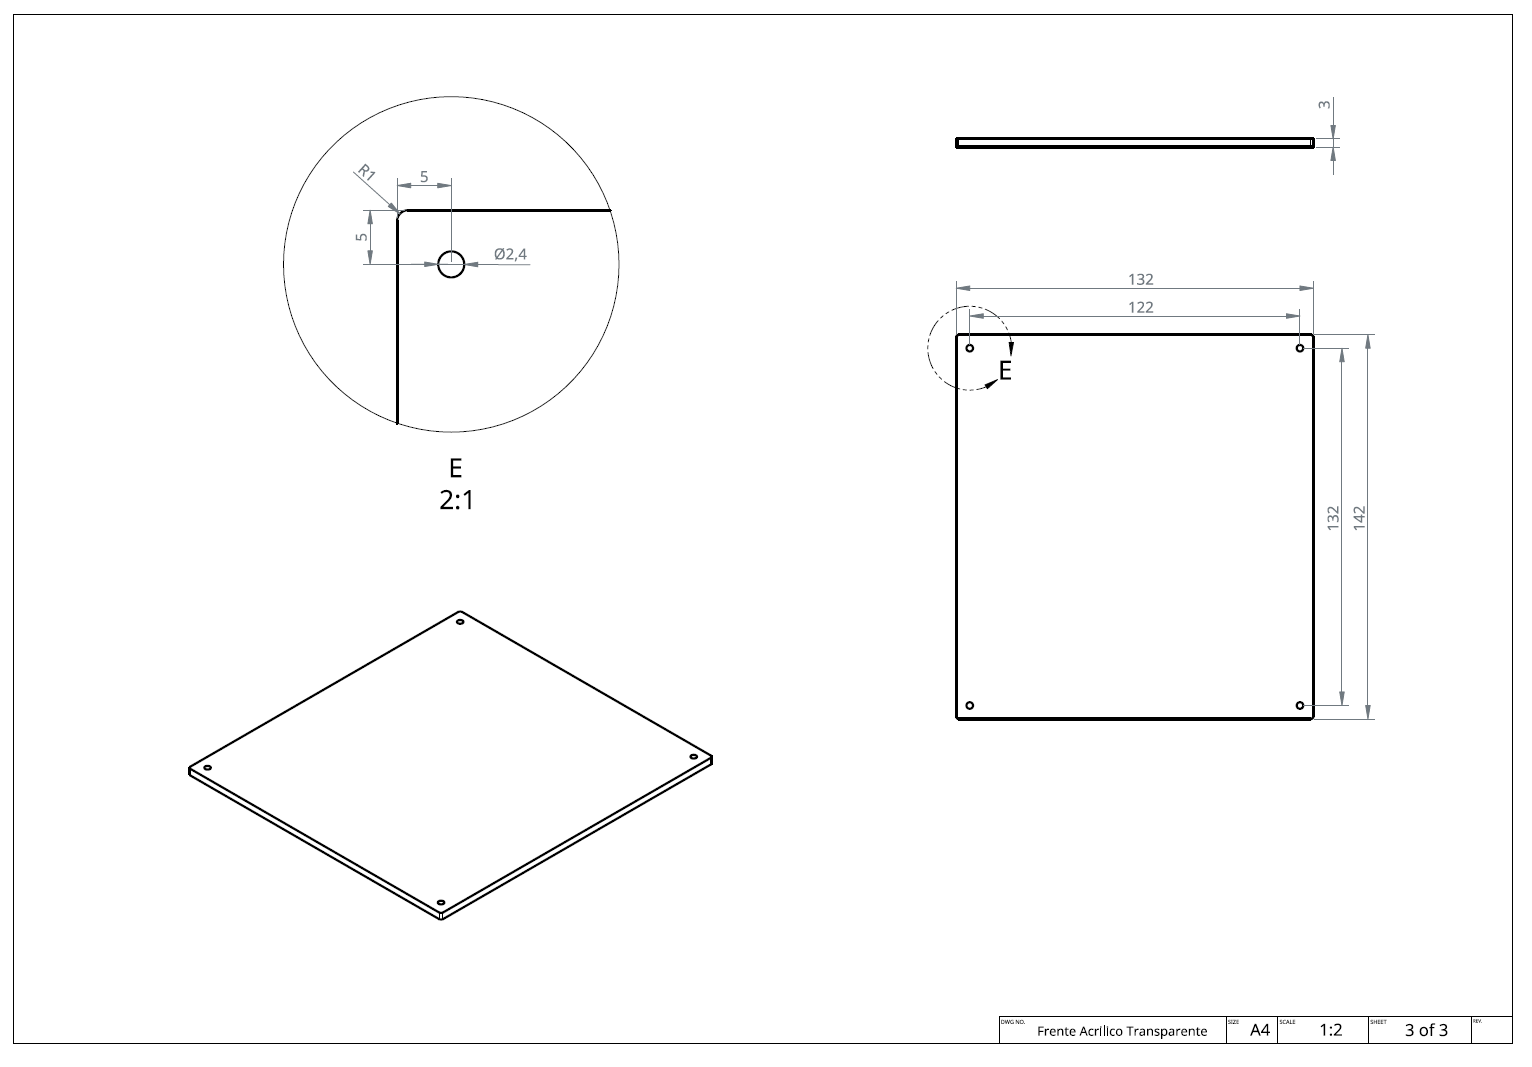 3
R1
5
5
Ø2,4
132
122
E
E
2:1
132
142
DWG NO.
Frente Acrílico Transparente
SIZE
A4
SCALE
1:2
SHEET
3 of 3
REV.